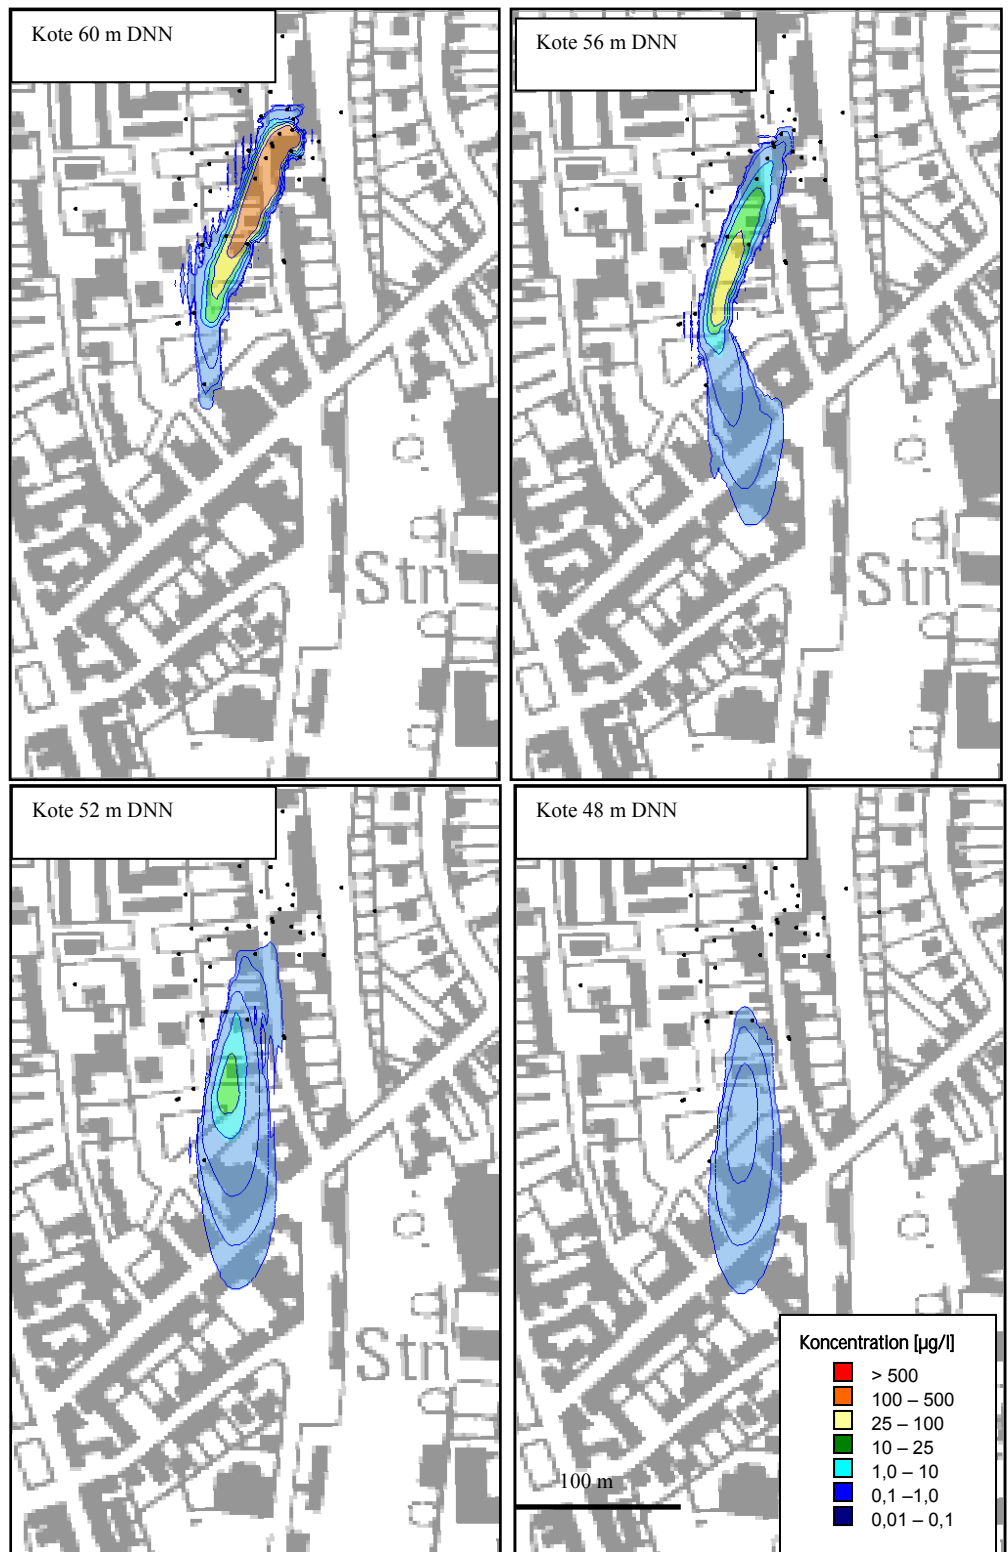 Kote 60 m DNN
Kote 56 m DNN
Stn
Stn
Kote 52 m DNN
Kote 48 m DNN
Stn
Koncentration [µg/l]
> 500
100 – 500
25 – 100
10 – 25
1,0 – 10
0,1 –1,0
0,01 – 0,1
100 m